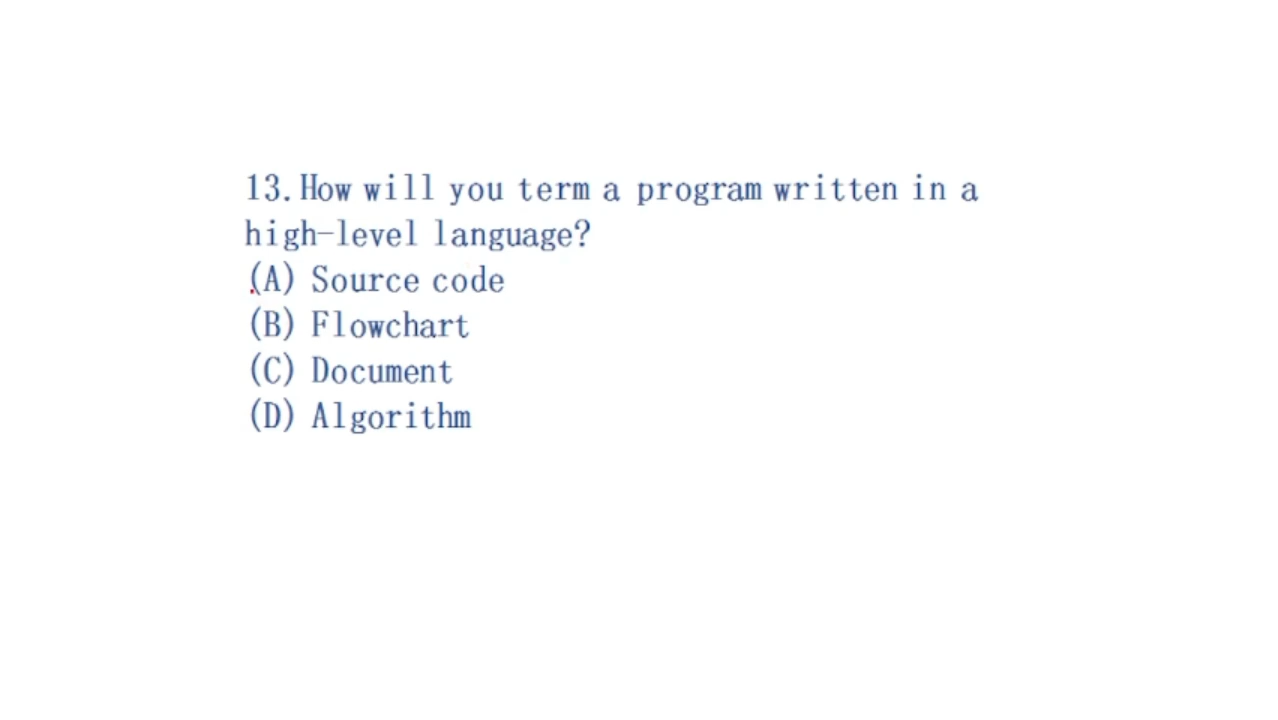 13. How will you term a program written in a
high-level language?
(A) Source code
(B) Flowchart
(C) Document
(D) Algorithm